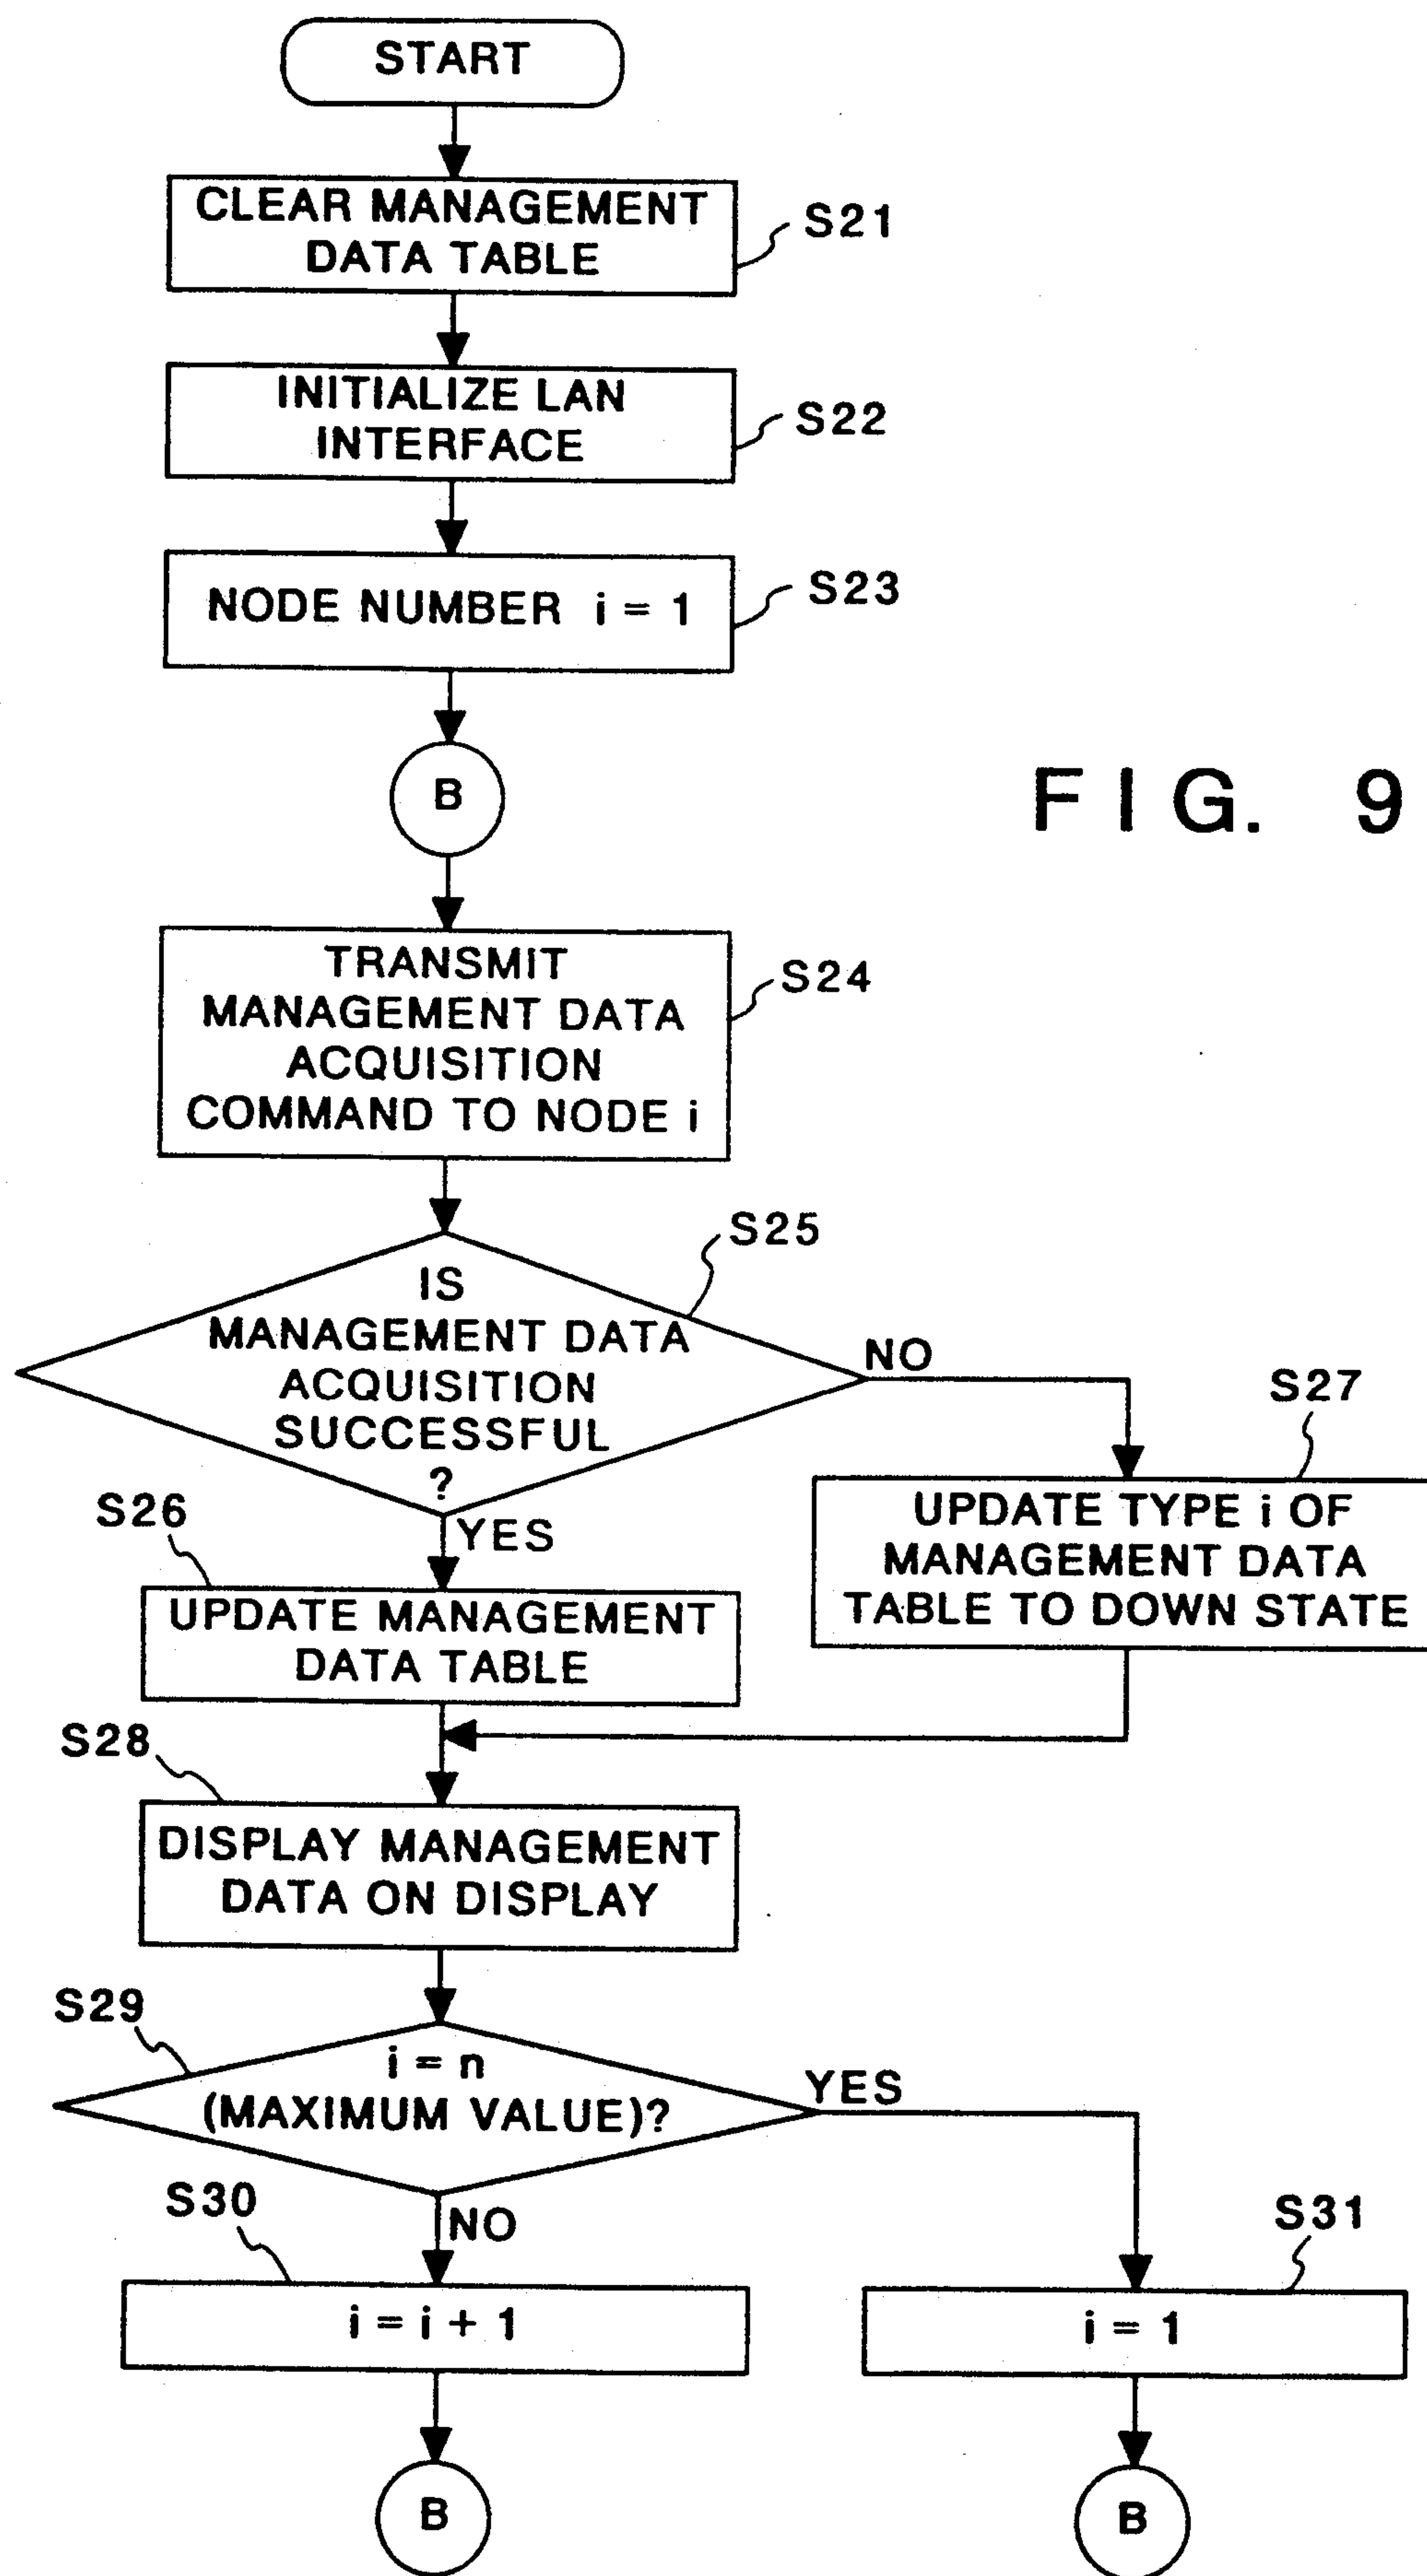 START
CLEAR MANAGEMENT
DATA TABLE
S21
INITIALIZE LAN
INTERFACE
S22
NODE NUMBER i = 1
S23
B
FIG. 9
TRANSMIT
MANAGEMENT DATA
ACQUISITION
COMMAND TO NODE i
S24
S25
IS
MANAGEMENT DATA
ACQUISITION
SUCCESSFUL
?
NO
YES
S27
UPDATE TYPE i OF
MANAGEMENT DATA
TABLE TO DOWN STATE
S26
UPDATE MANAGEMENT
DATA TABLE
S28
DISPLAY MANAGEMENT
DATA ON DISPLAY
S29
i = n
(MAXIMUM VALUE)?
YES
NO
S30
i = i + 1
S31
i = 1
B
B